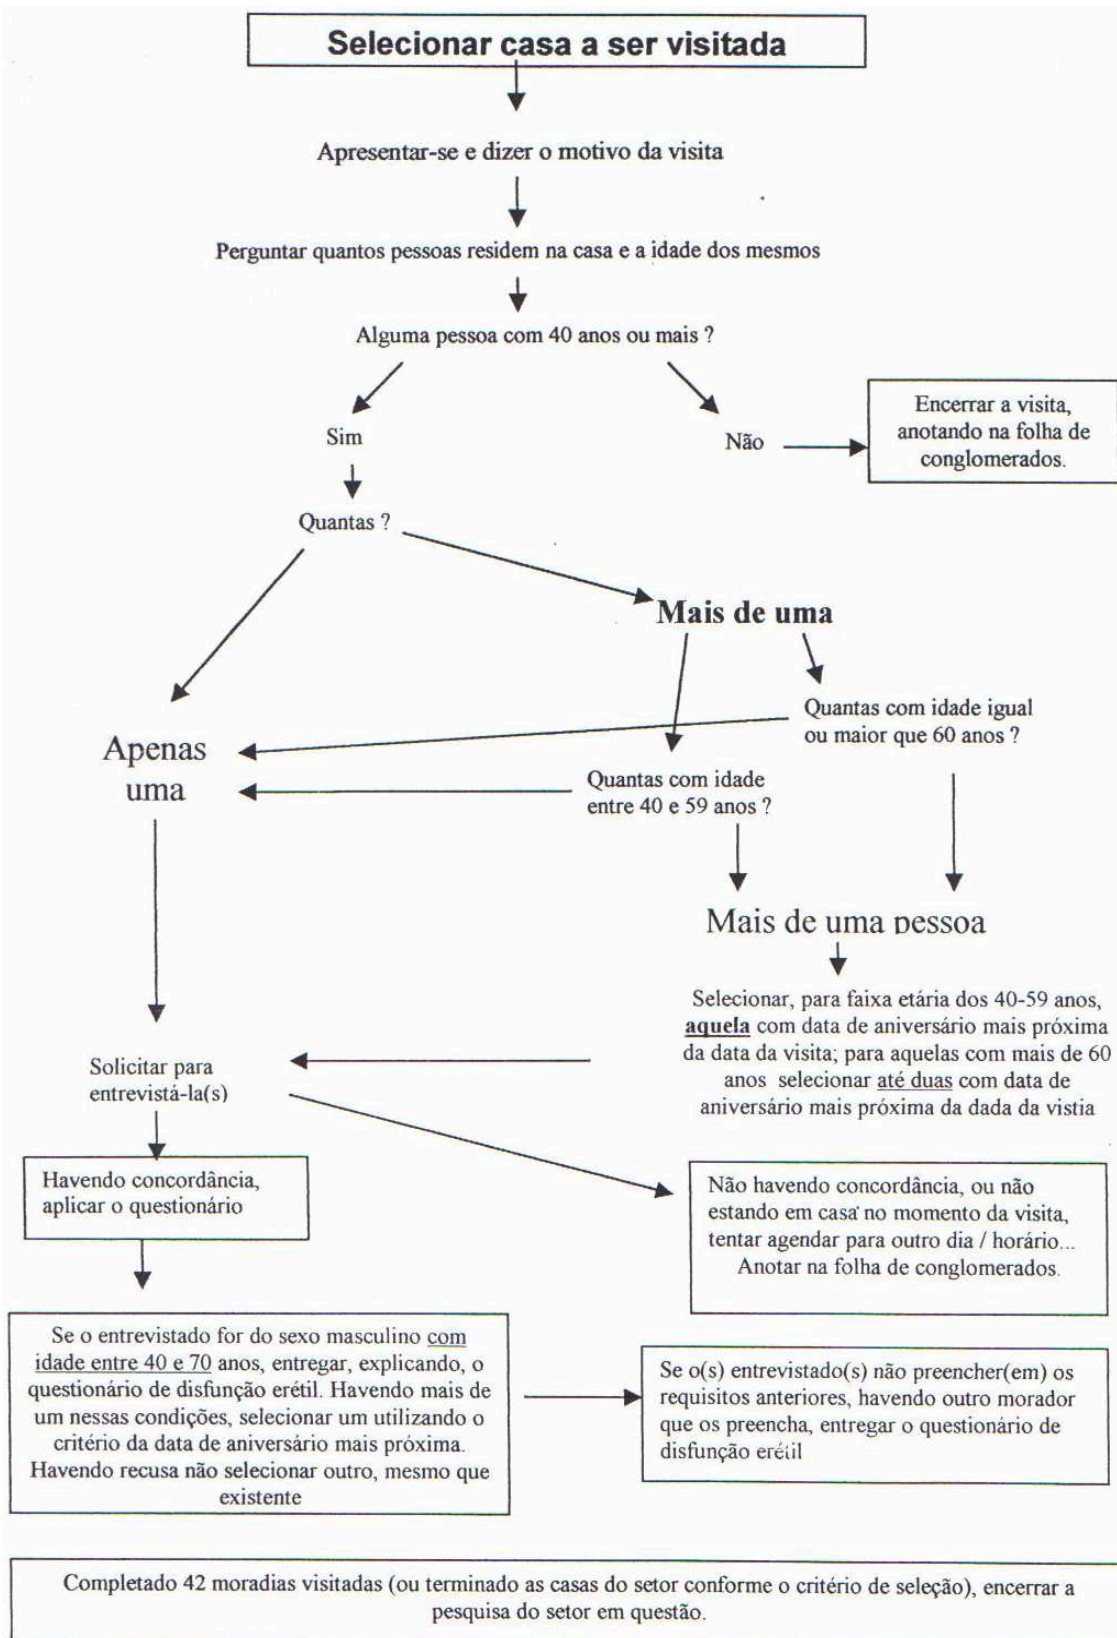 Selecionar casa a ser visitada
Apresentar-se e dizer o motivo da visita
Perguntar quantos pessoas residem na casa e a idade dos mesmos
Alguma pessoa com 40 anos ou mais ?
Sim
Não
Encerrar a visita,
anotando na folha de
conglomerados.
Quantas ?
Mais de uma
Quantas com idade igual
ou maior que 60 anos ?
Apenas
uma
Quantas com idade
entre 40 e 59 anos ?
Mais de uma pessoa
Selecionar, para faixa etária dos 40-59 anos,
aquela com data de aniversário mais próxima
da data da visita; para aquelas com mais de 60
anos selecionar até duas com data de
aniversário mais próxima da dada da vistia
Solicitar para
entrevistá-la(s)
Havendo concordância,
aplicar o questionário
Não havendo concordância, ou não
estando em casa no momento da visita,
tentar agendar para outro dia / horário...
Anotar na folha de conglomerados.
Se o entrevistado for do sexo masculino com
idade entre 40 e 70 anos, entregar, explicando, o
questionário de disfunção erétil. Havendo mais de
um nessas condições, selecionar um utilizando o
critério da data de aniversário mais próxima.
Havendo recusa não selecionar outro, mesmo que
existente
Se o(s) entrevistado(s) não preencher(em) os
requisitos anteriores, havendo outro morador
que os preencha, entregar o questionário de
disfunção erétil
Completado 42 moradias visitadas (ou terminado as casas do setor conforme o critério de seleção), encerrar a
pesquisa do setor em questão.